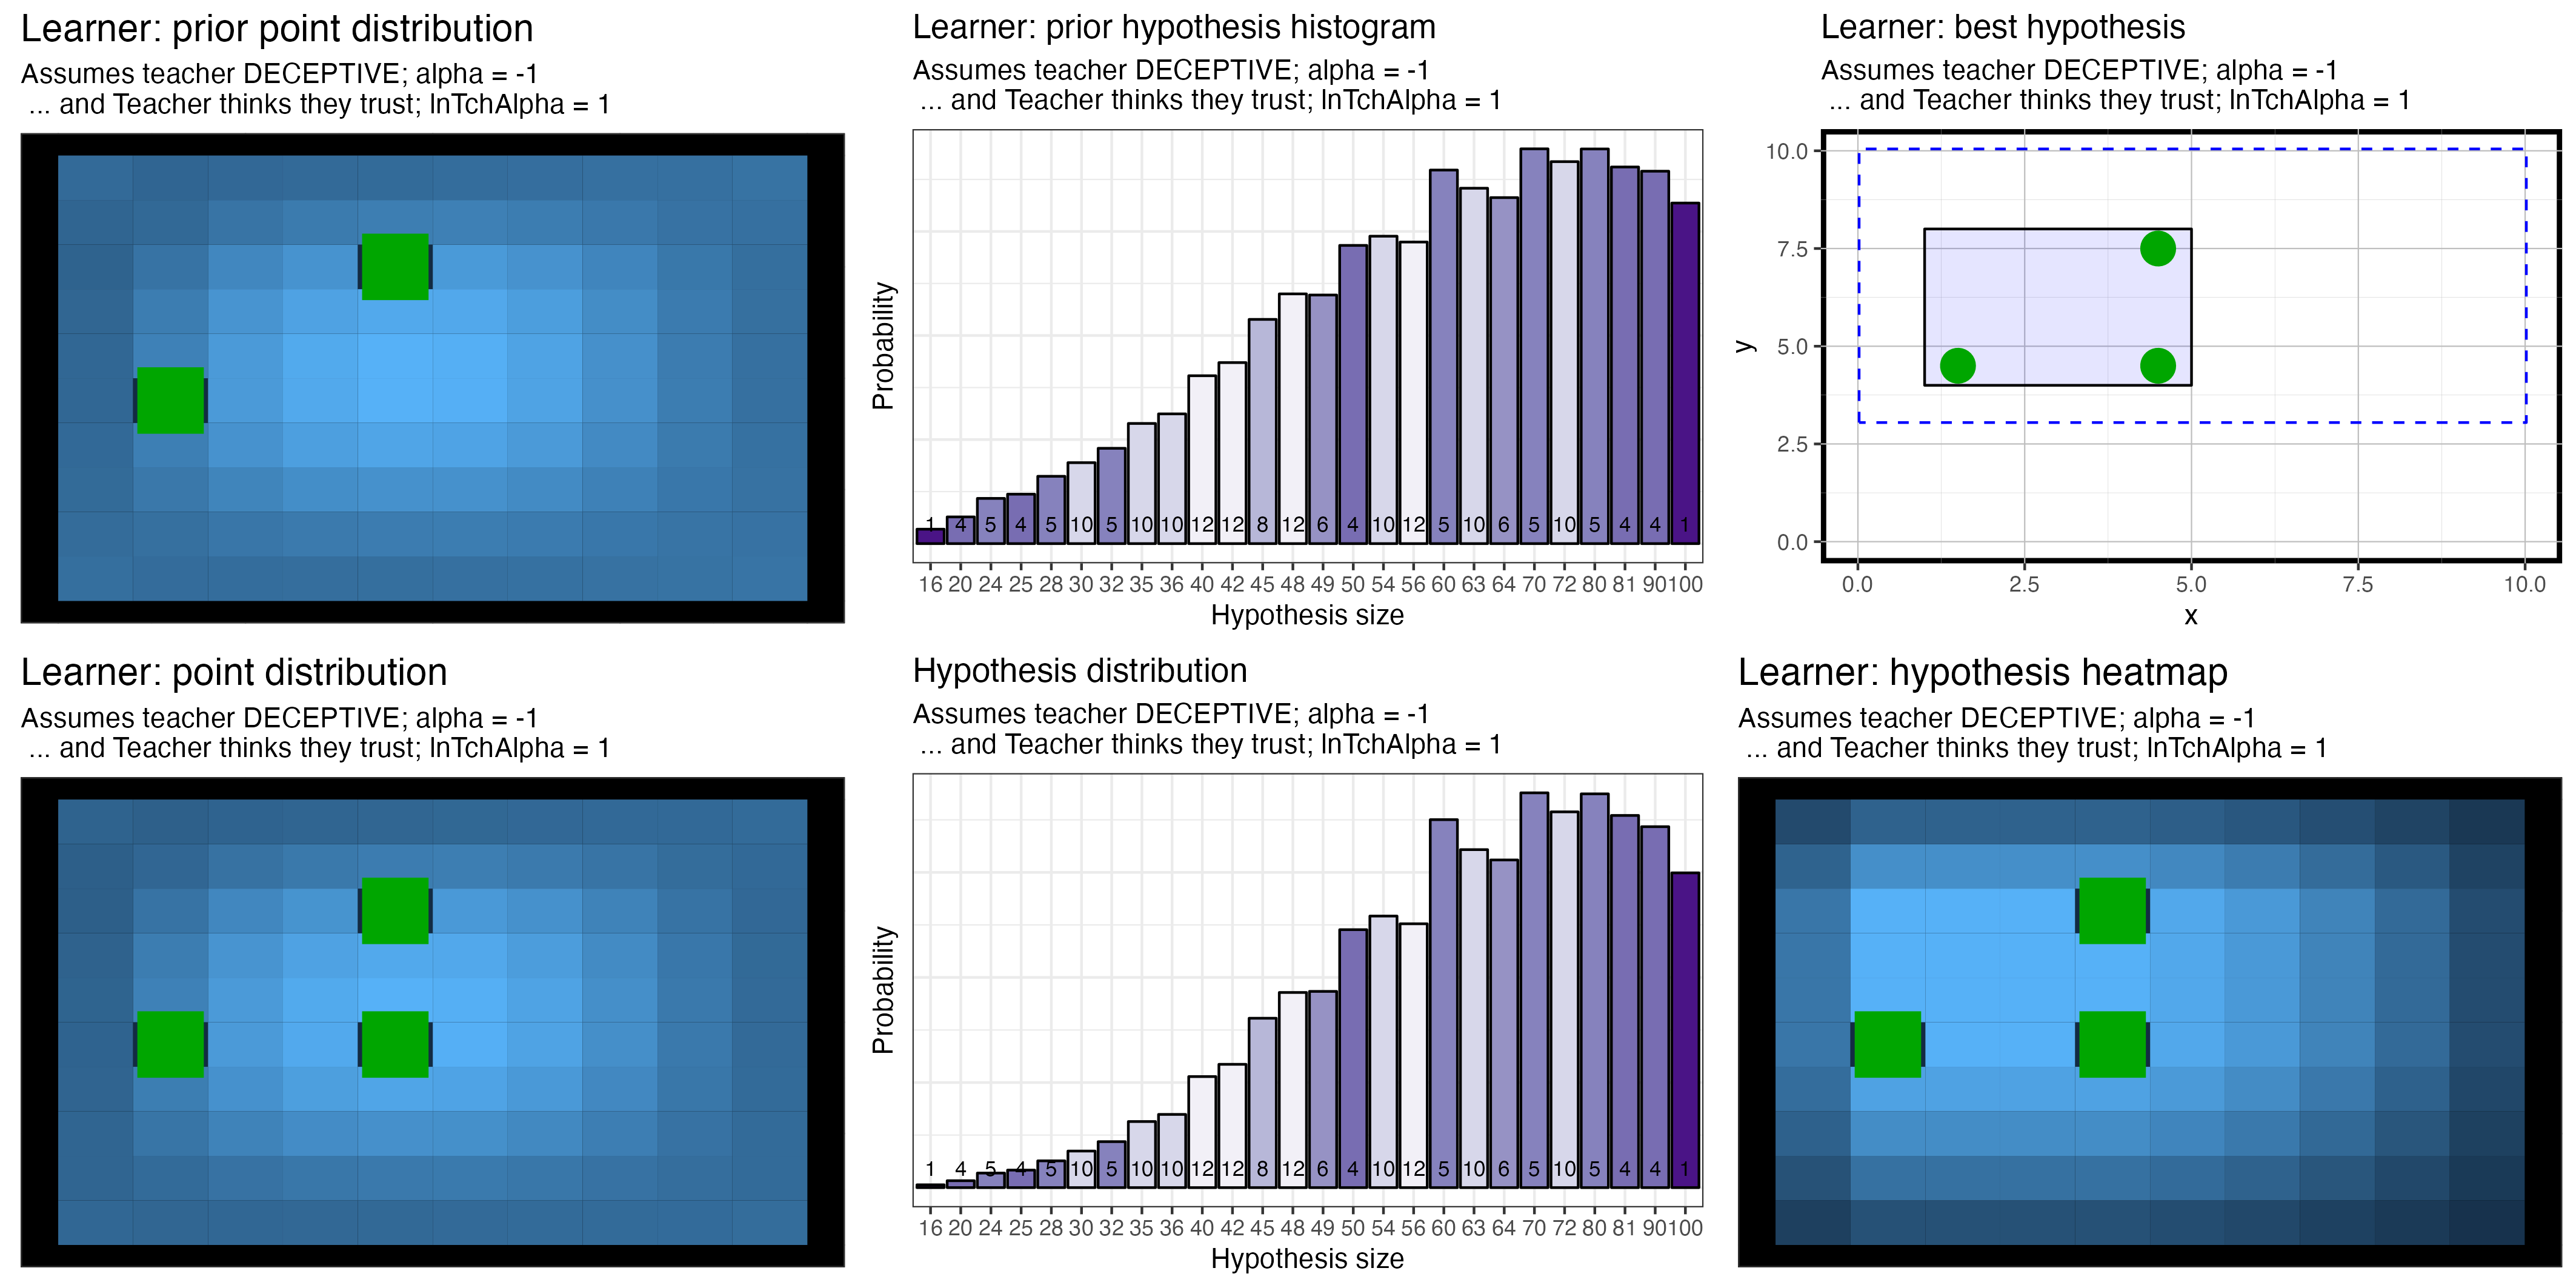 Learner: prior point distribution
Assumes teacher DECEPTIVE; alpha = -1
... and Teacher thinks they trust; lnTchAlpha = 1
Learner: prior hypothesis histogram
Assumes teacher DECEPTIVE; alpha = -1
... and Teacher thinks they trust; lnTchAlpha = 1
Probability
1 4 5 4 5 10 5 10 10 12 12 8 12 6 4 10 12 5 10 6 5 10 5 4 4 1
16 20 24 25 28 30 32 35 36 40 42 45 48 49 50 54 56 60 63 64 70 72 80 81 90 100
Hypothesis size
Learner: best hypothesis
Assumes teacher DECEPTIVE; alpha = -1
... and Teacher thinks they trust; lnTchAlpha = 1
10.0
7.5
y
5.0
2.5
0.0
0.0 2.5 5.0 7.5 10.0
x
Learner: point distribution
Assumes teacher DECEPTIVE; alpha = -1
... and Teacher thinks they trust; lnTchAlpha = 1
Hypothesis distribution
Assumes teacher DECEPTIVE; alpha = -1
... and Teacher thinks they trust; lnTchAlpha = 1
Probability
1 4 5 4 5 10 5 10 10 12 12 8 12 6 4 10 12 5 10 6 5 10 5 4 4 1
16 20 24 25 28 30 32 35 36 40 42 45 48 49 50 54 56 60 63 64 70 72 80 81 90 100
Hypothesis size
Learner: hypothesis heatmap
Assumes teacher DECEPTIVE; alpha = -1
... and Teacher thinks they trust; lnTchAlpha = 1